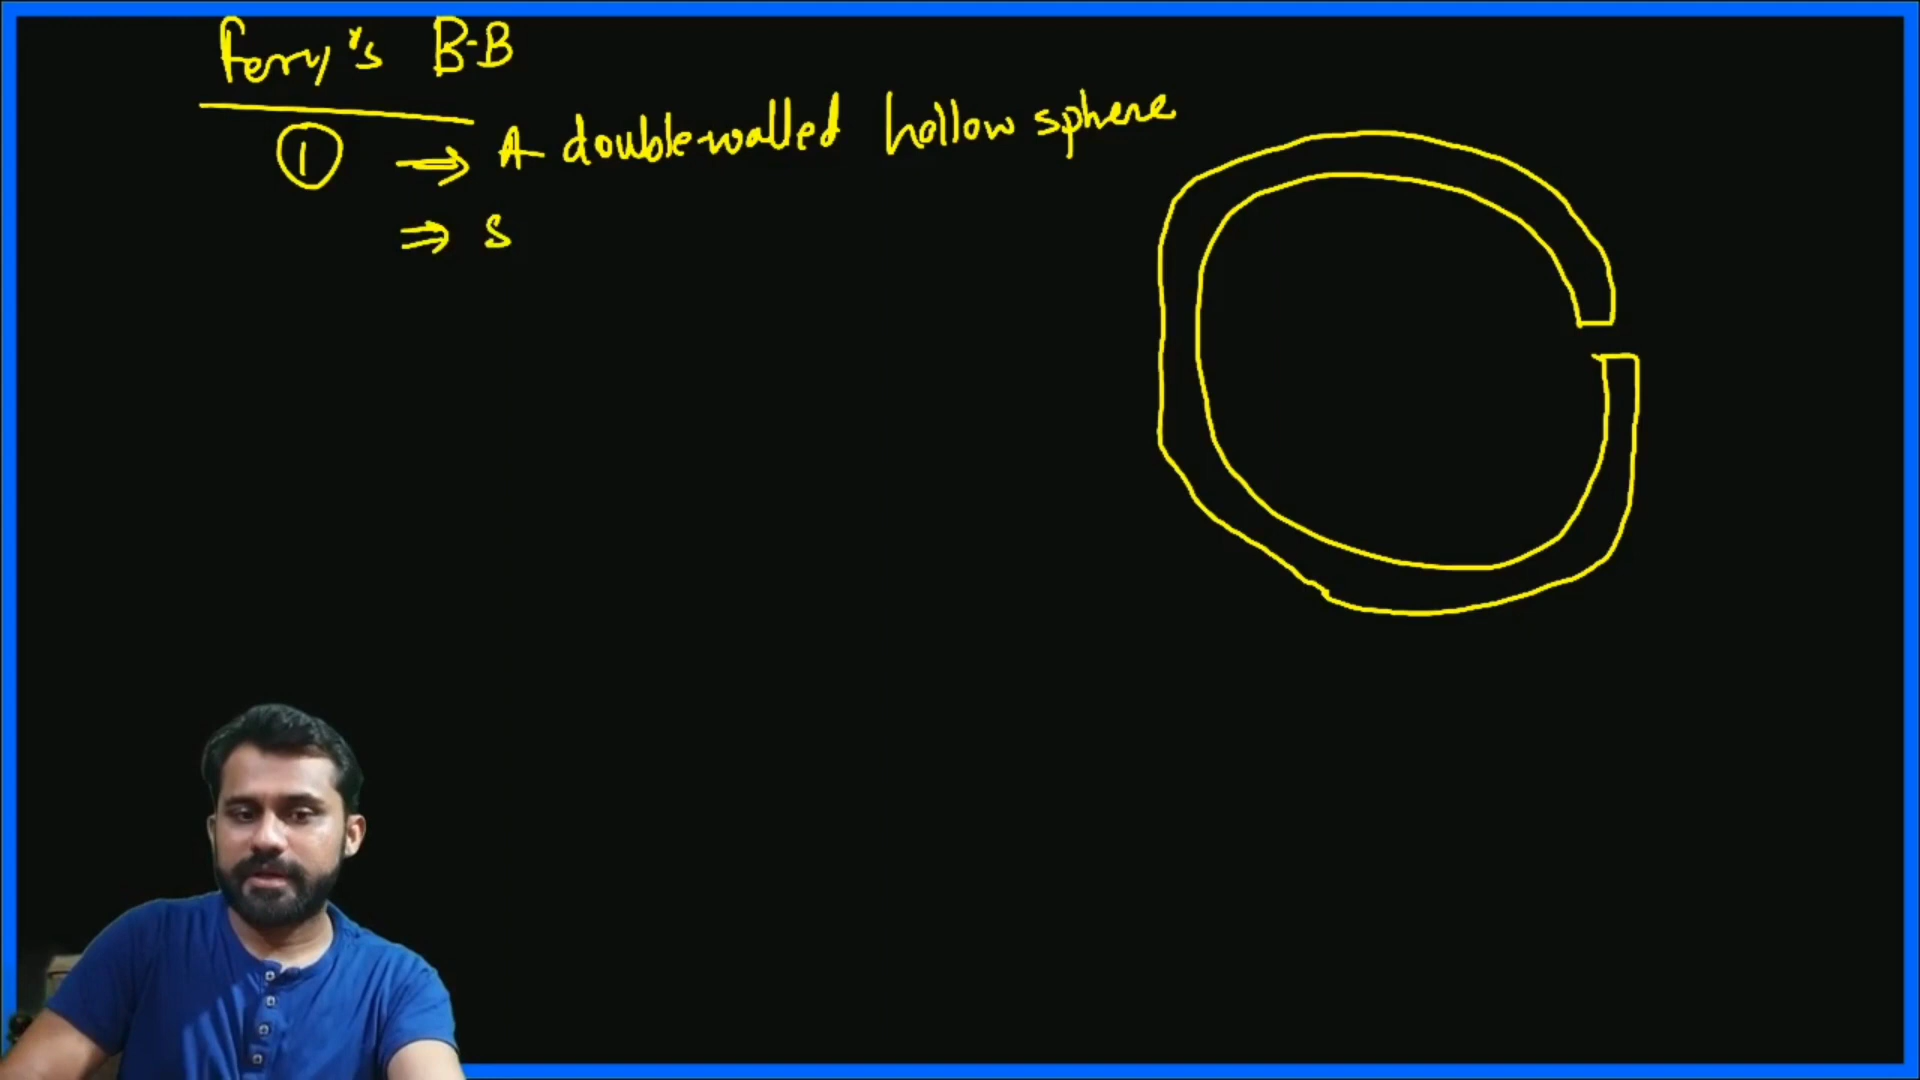 Ferry's B-B
① ⇒ A double-walled hollow sphere
⇒ s